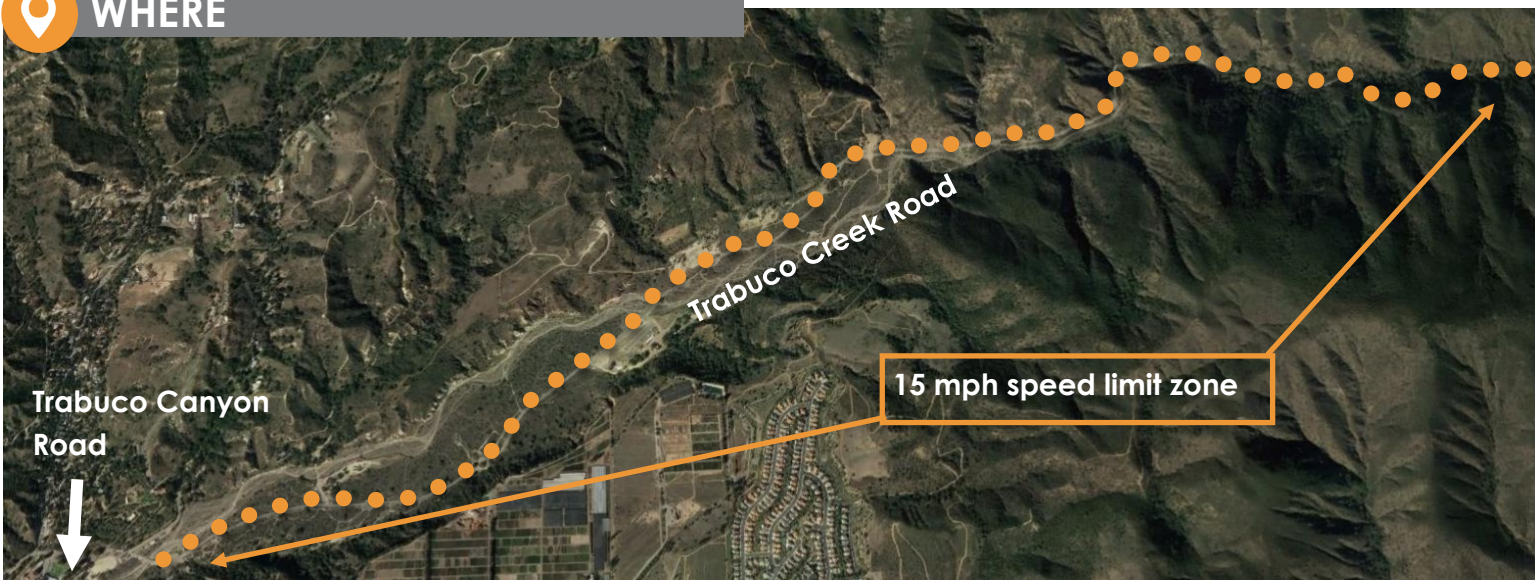 WHERE
Trabuco Creek Road
15 mph speed limit zone
Trabuco Canyon
Road